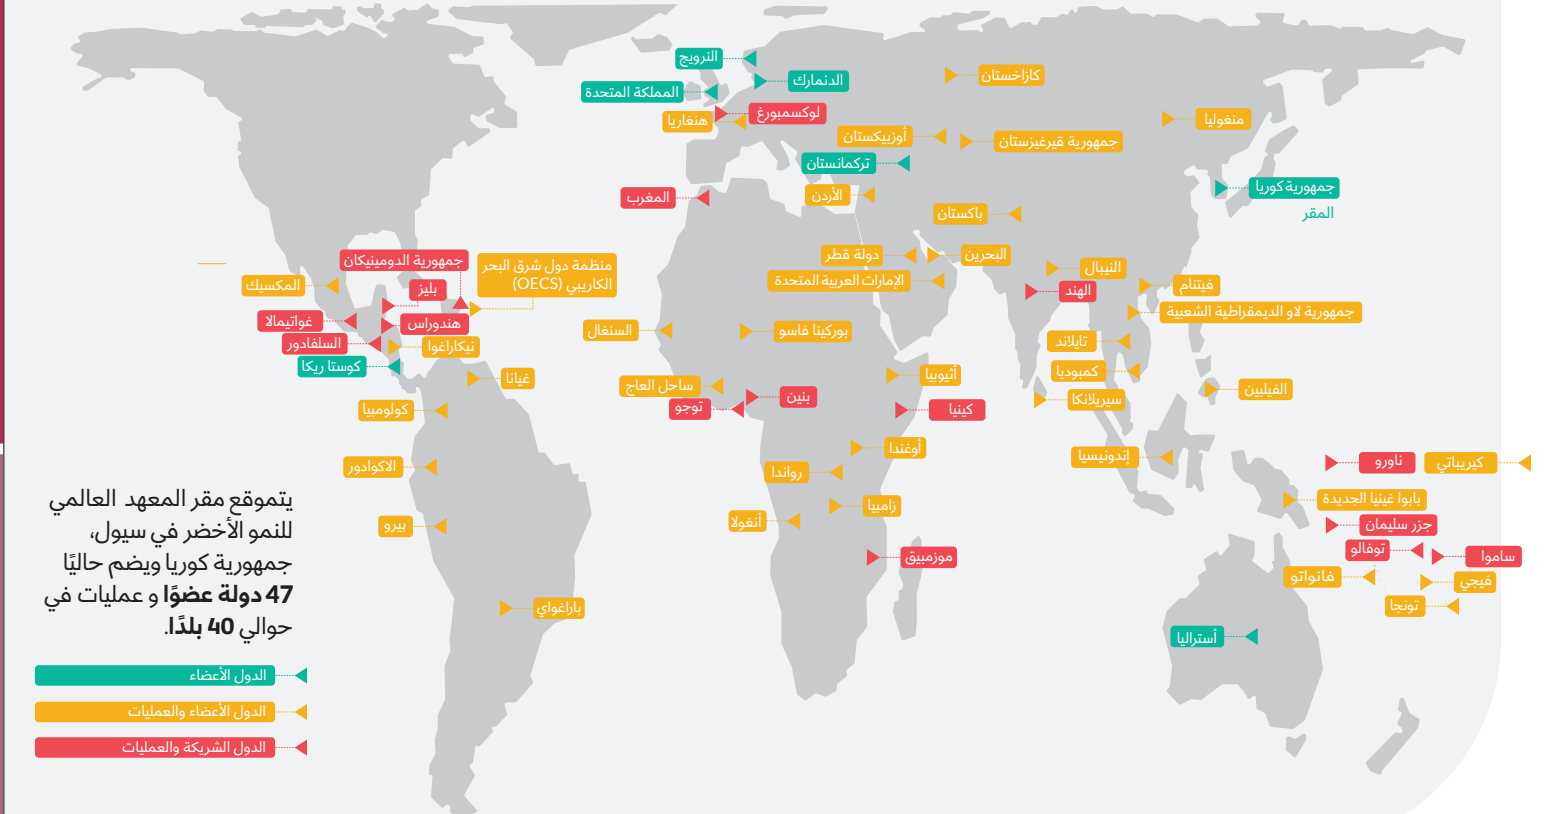 النرويج
الدنمارك
كازاخستان
المملكة المتحدة
لوكسمبورغ
هنغاريا
منغوليا
أوزبيكستان
جمهورية قيرغيزستان
تركمانستان
جمهورية كوريا
المقر
المغرب
الأردن
باكستان
جمهورية الدومينيكان
منظمة دول شرق البحر
الكاريبي (OECS)
دولة قطر
البحرين
النيبال
المكسيك
بليز
الإمارات العربية المتحدة
الهند
فيتنام
غواتيمالا
هندوراس
السنغال
بوركينا فاسو
جمهورية لاو الديمقراطية الشعبية
السلفادور
نيكاراغوا
تايلاند
كوستا ريكا
غيانا
ساحل العاج
أثيوبيا
كمبوديا
الفيلبين
كولومبيا
توجو
بنين
كينيا
سيريلانكا
الاكوادور
رواندا
أوغندا
إندونيسيا
ناورو
كيريباتي
بيرو
أنغولا
زامبيا
بابوا غينيا الجديدة
جزر سليمان
موزمبيق
توفالو
ساموا
فانواتو
فيجي
باراغواي
تونجا
أستراليا
يتموقع مقر المعهد العالمي
للنمو الأخضر في سيول،
جمهورية كوريا ويضم حاليًا
47 دولة عضوًا و عمليات في
حوالي 40 بلدًا.
الدول الأعضاء
الدول الأعضاء والعمليات
الدول الشريكة والعمليات